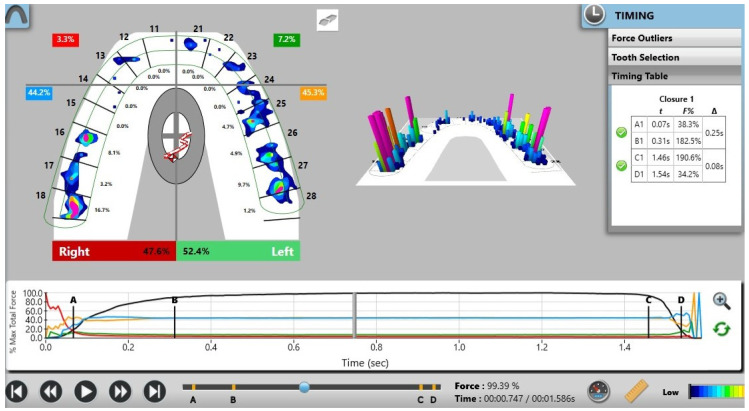 TIMING
Force Outliers
Tooth Selection
Timing Table
Closure 1
t F% Δ
A1 0.07s 38.3% 0.25s
B1 0.31s 182.5%
C1 1.46s 190.6% 0.08s
D1 1.54s 34.2%
3.3% 7.2%
44.2% 45.3%
11 21
12 22
13 23
14 24
15 25
16 26
17 27
18 28
0.0% 0.0%
0.0% 0.0%
0.0% 0.0%
0.0% 0.0%
0.0% 4.7%
8.1% 4.9%
3.2% 9.7%
16.7% 1.2%
Right 47.6% 52.4% Left
% Max Total Force
100.0
80.0
60.0
40.0
20.0
0.0
A B C D
0.0 0.2 0.4 0.6 0.8 1.0 1.2 1.4
Time (sec)
A B C D
Force : 99.39 %
Time : 00:00.747 / 00:01.586s
Low